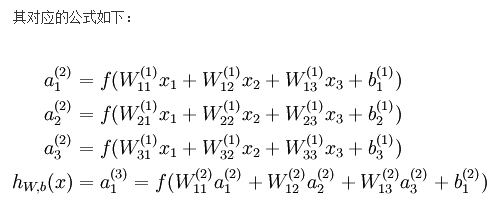 其对应的公式如下：
a_1^{(2)} = f(W_{11}^{(1)}x_1 + W_{12}^{(1)}x_2 + W_{13}^{(1)}x_3 + b_1^{(1)})
a_2^{(2)} = f(W_{21}^{(1)}x_1 + W_{22}^{(1)}x_2 + W_{23}^{(1)}x_3 + b_2^{(1)})
a_3^{(2)} = f(W_{31}^{(1)}x_1 + W_{32}^{(1)}x_2 + W_{33}^{(1)}x_3 + b_3^{(1)})
h_{W,b}(x) = a_1^{(3)} = f(W_{11}^{(2)}a_1^{(2)} + W_{12}^{(2)}a_2^{(2)} + W_{13}^{(2)}a_3^{(2)} + b_1^{(2)})